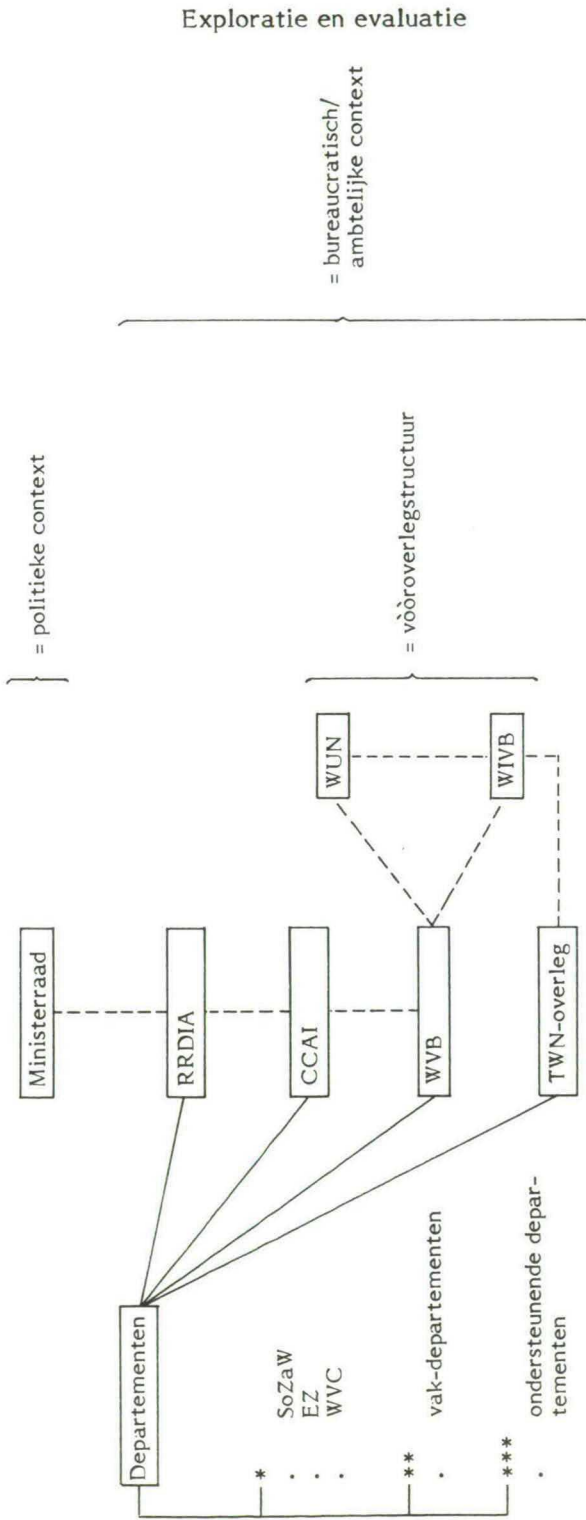 Exploratie en evaluatie
= politieke context
= bureaucratisch/
ambtelijke context
= vòòroverlegstructuur
Ministerraad
RRDIA
CCAI
WVB
TWN-overleg
WUN
WIVB
Departementen
*
. SoZaW
. EZ
. WVC
**
. vak-departementen
***
. ondersteunende depar-
tementen